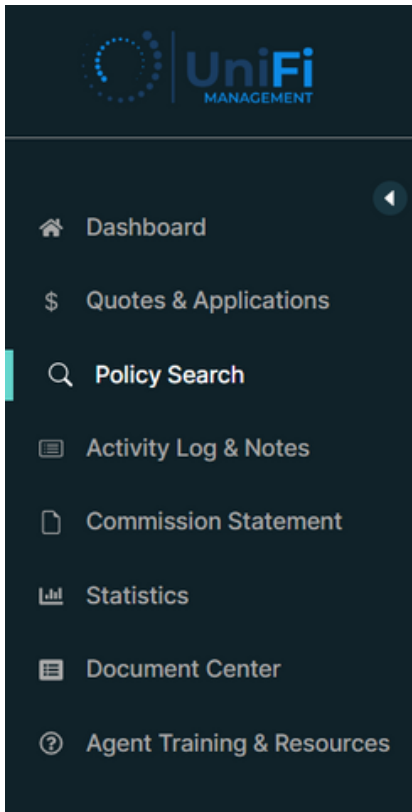 UniFi
MANAGEMENT
Dashboard
$ Quotes & Applications
Policy Search
Activity Log & Notes
Commission Statement
Statistics
Document Center
Agent Training & Resources